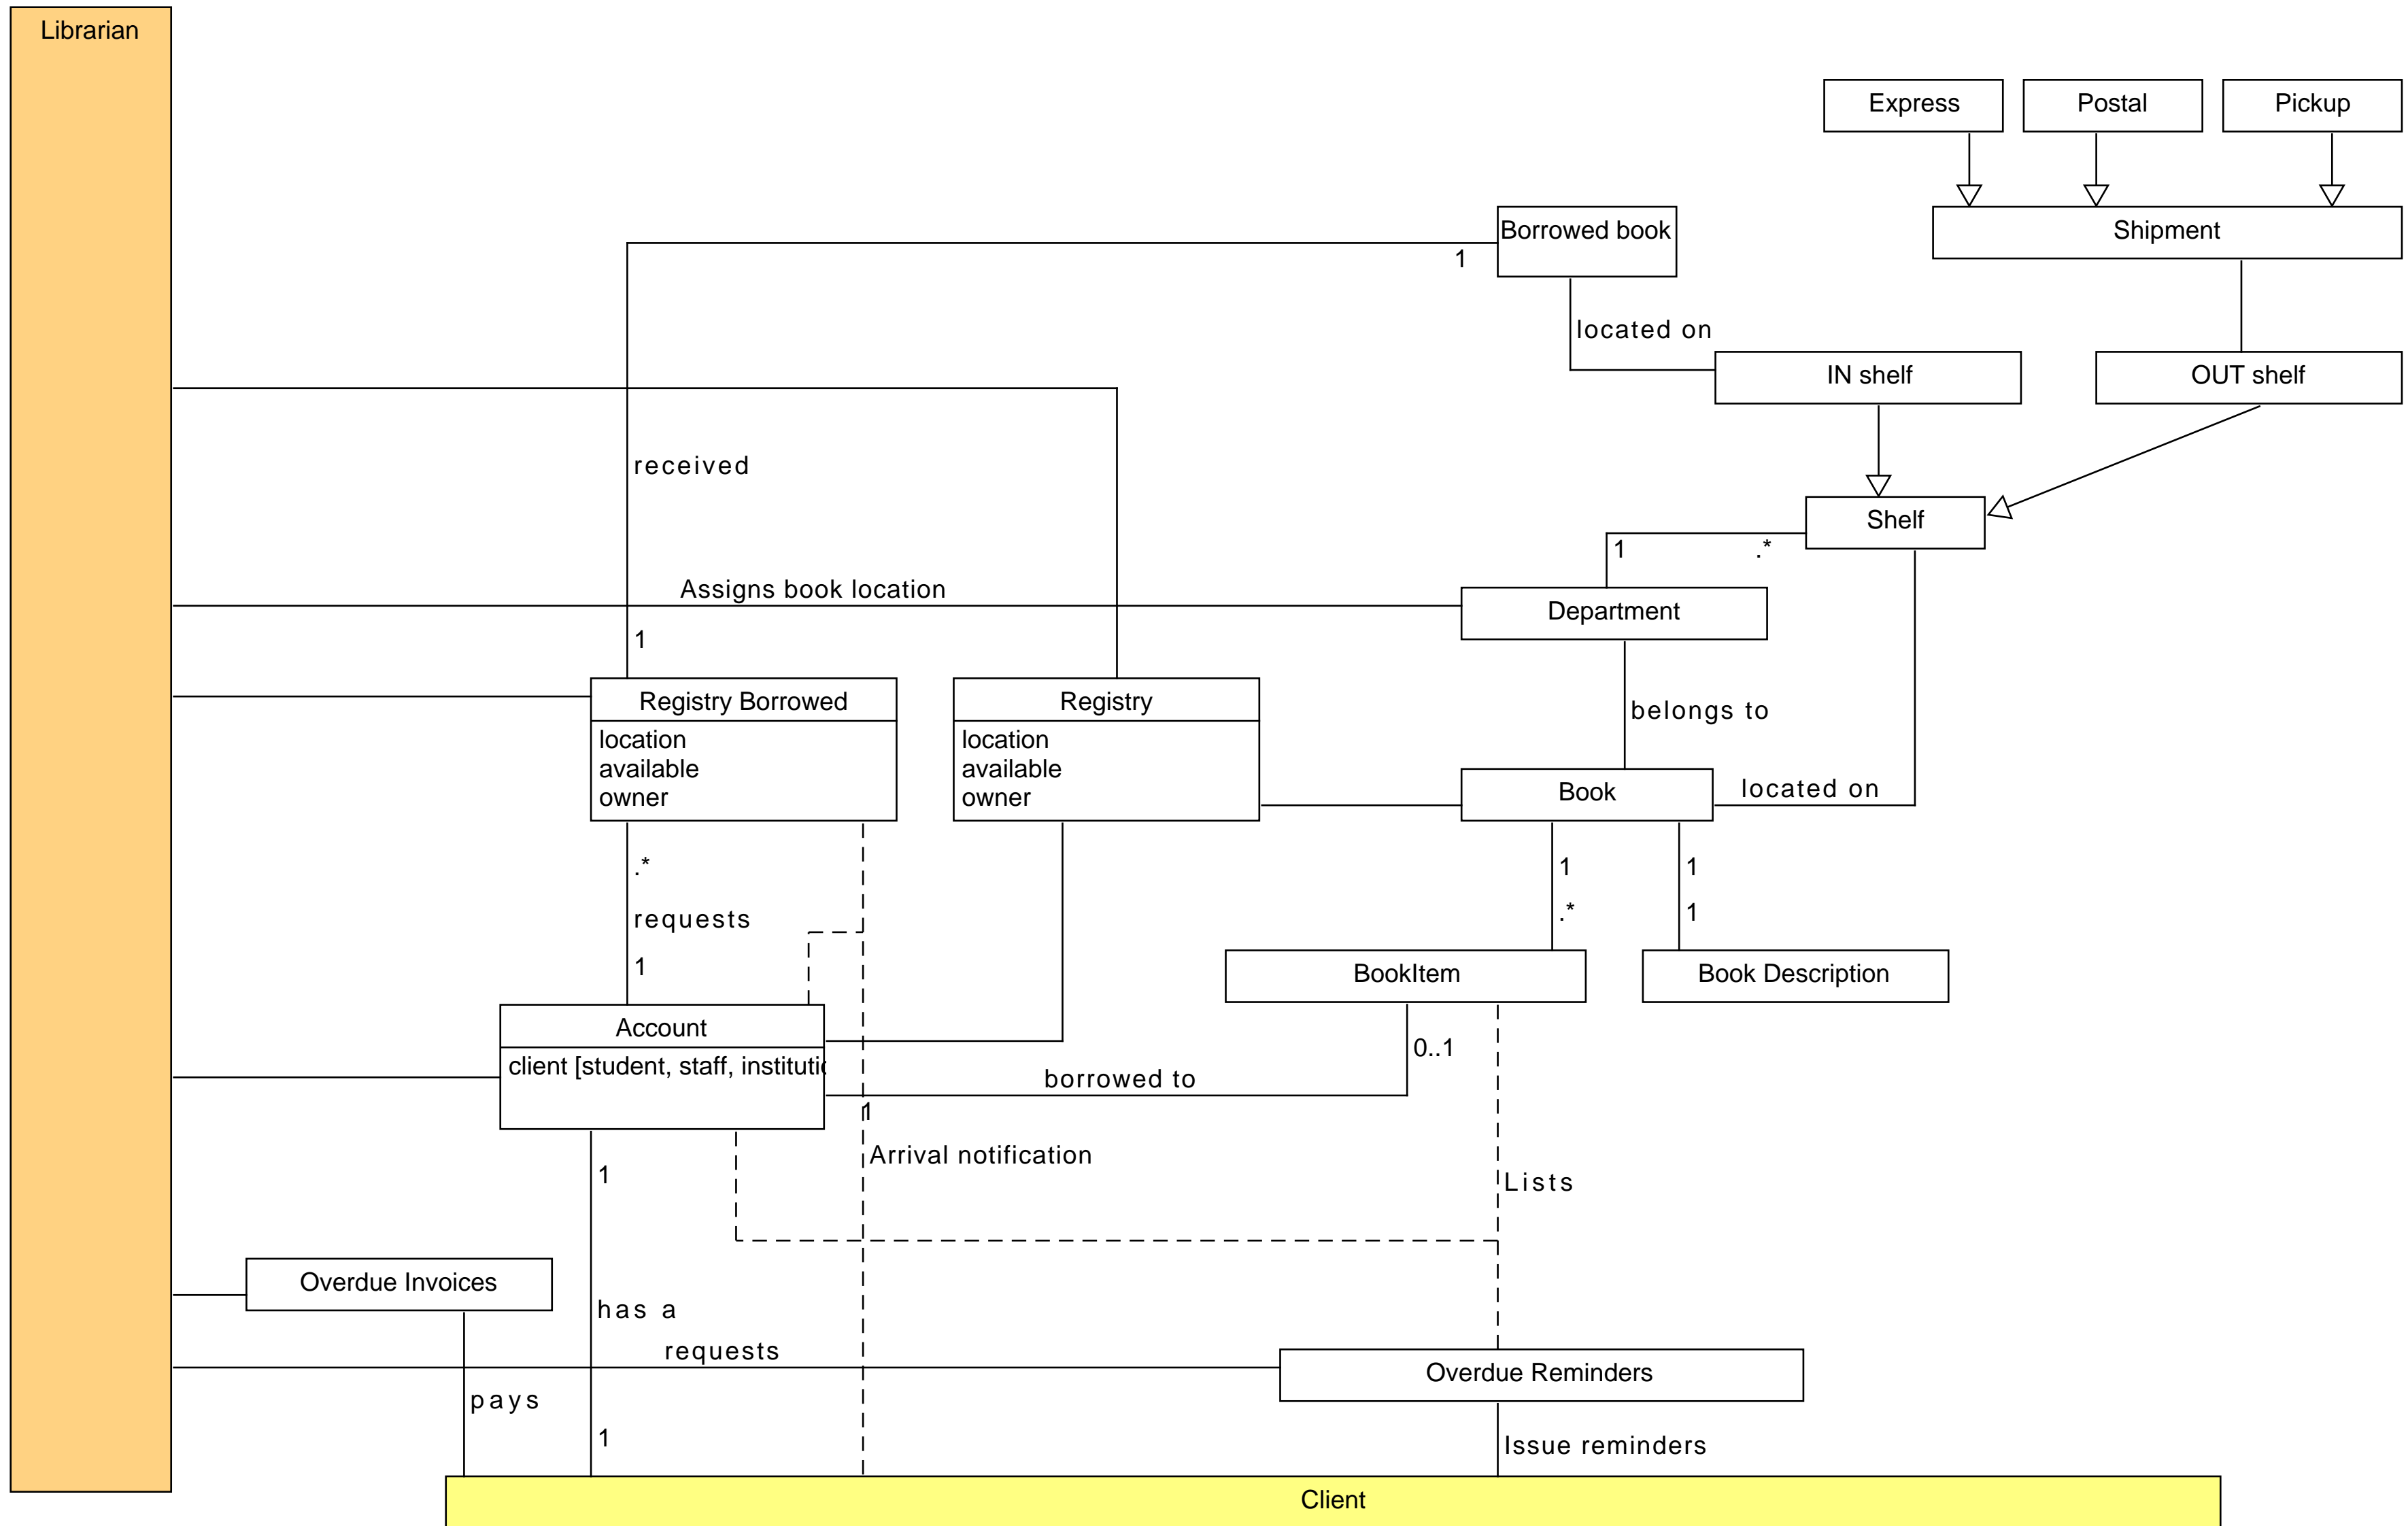 Librarian
Express
Postal
Pickup
Borrowed book
Shipment
1
located on
IN shelf
OUT shelf
received
Shelf
1
.*
Assigns book location
Department
1
Registry Borrowed
location
available
owner
Registry
location
available
owner
belongs to
Book
located on
.*
requests
1
1
.*
1
1
BookItem
Book Description
Account
client [student, staff, institutio
0..1
borrowed to
1
Arrival notification
1
Lists
Overdue Invoices
has a
requests
Overdue Reminders
pays
1
Issue reminders
Client